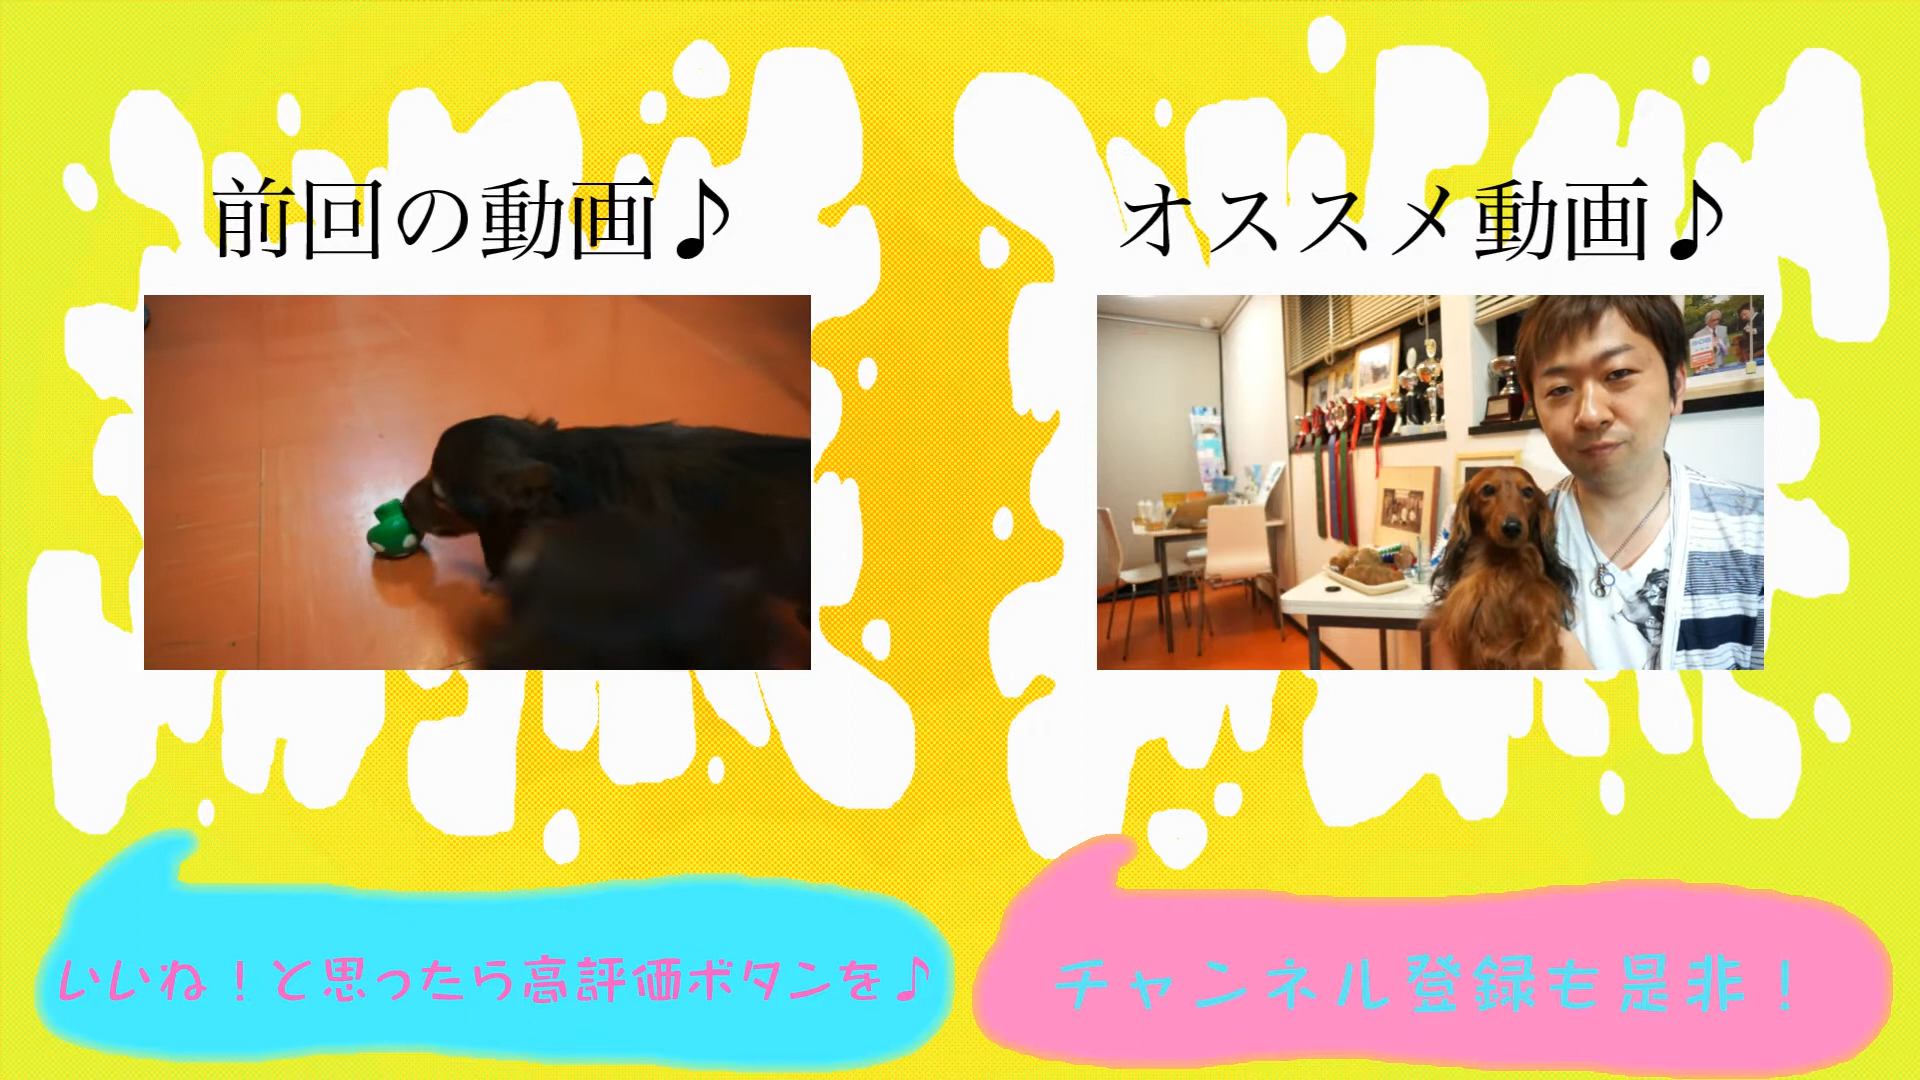 前回の動画♪
オススメ動画♪
いいね！と思ったら高評価ボタンを♪
チャンネル登録も是非！